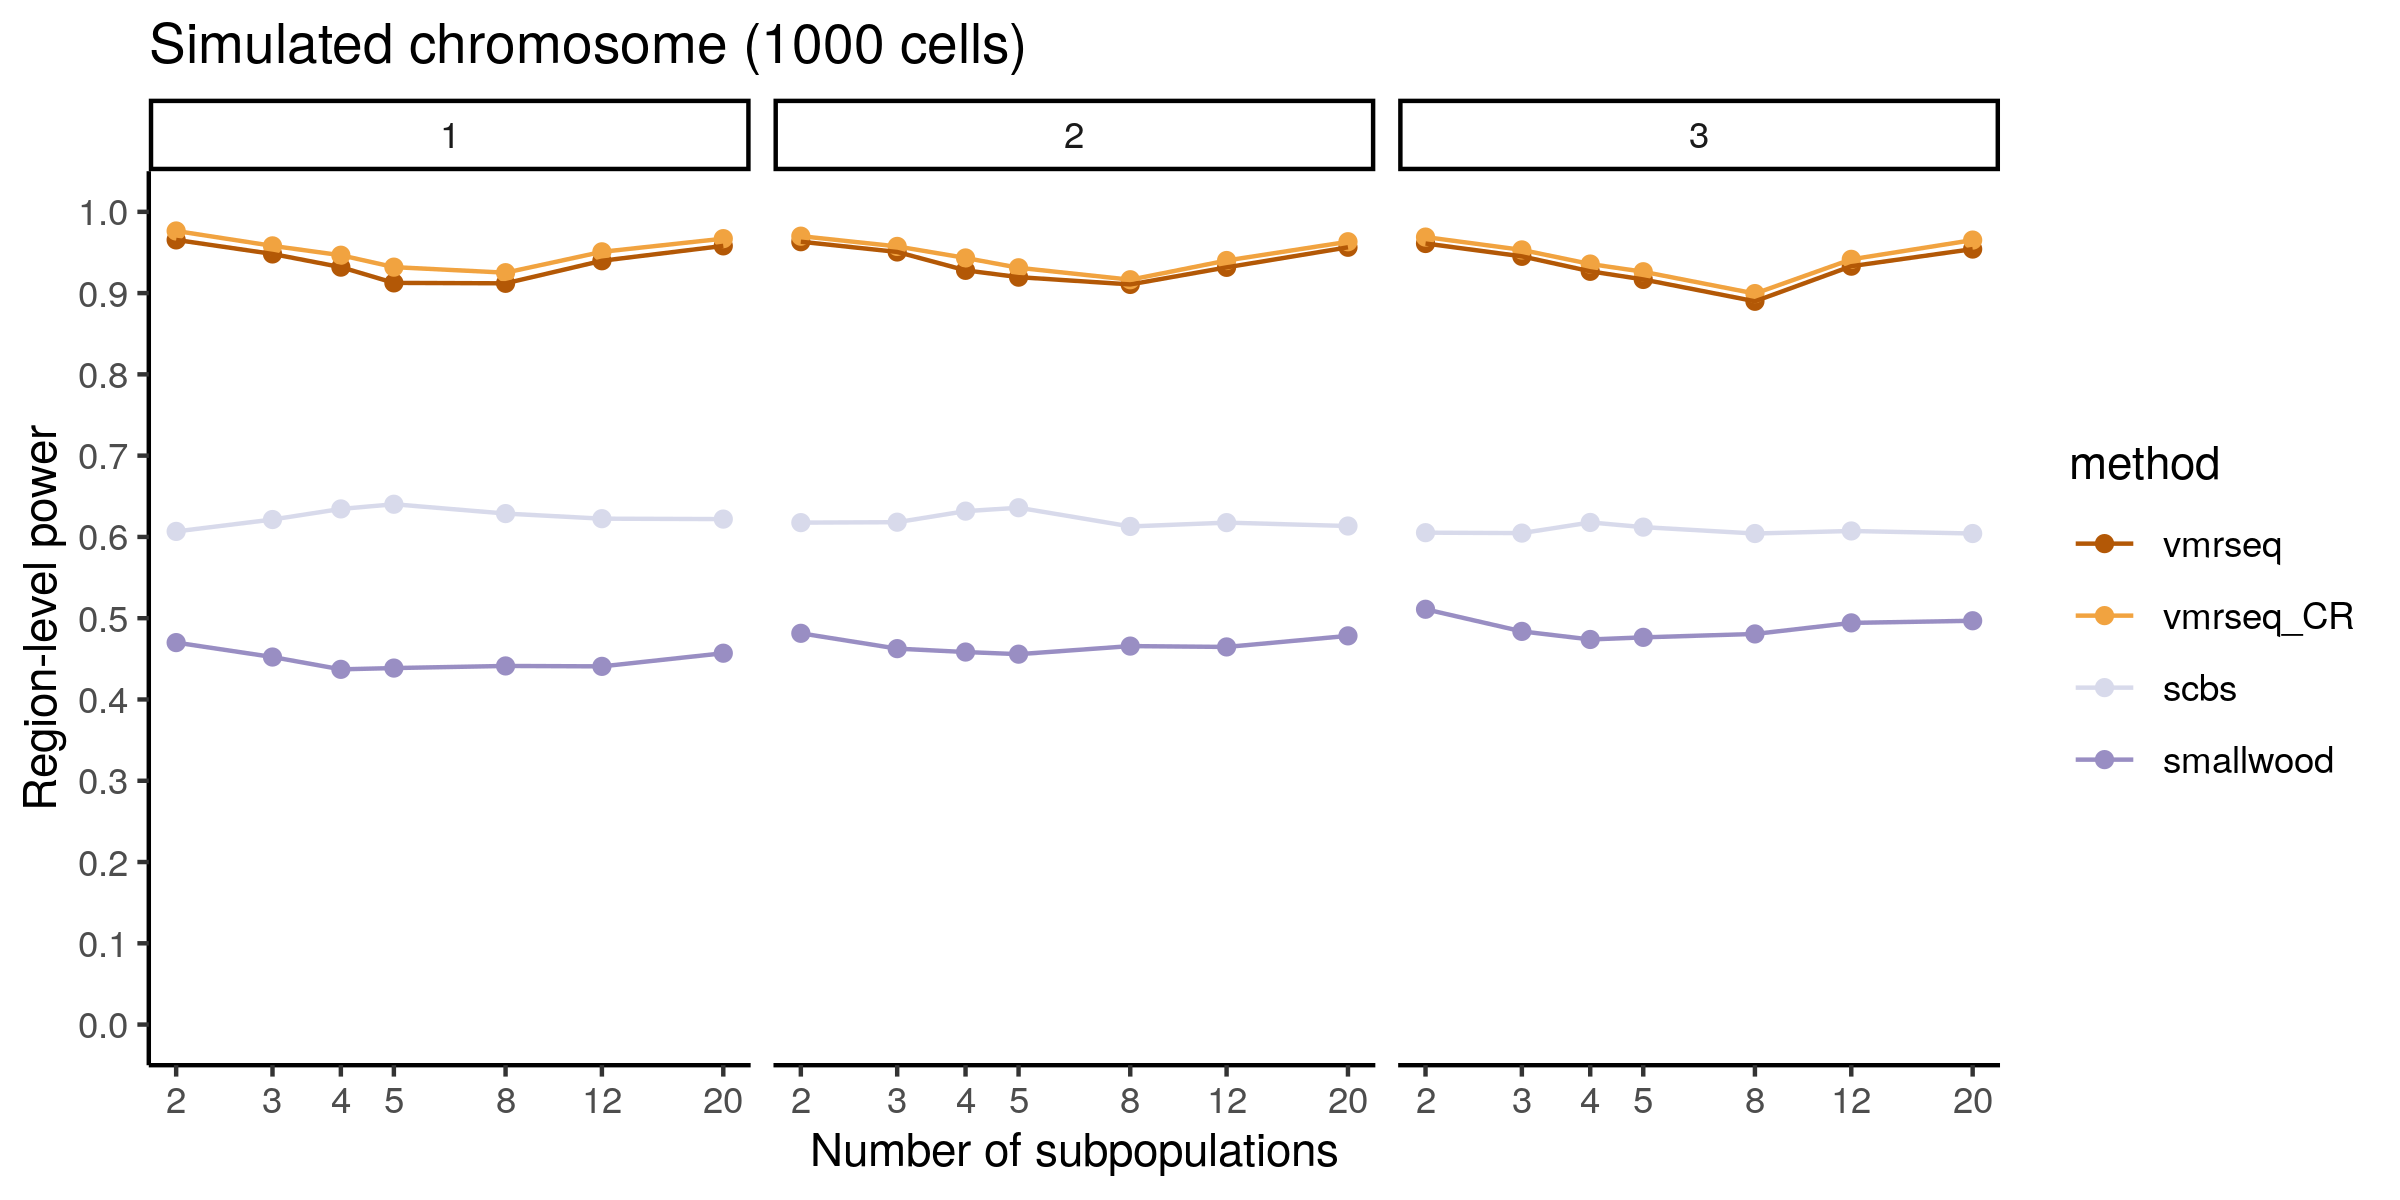 Simulated chromosome (1000 cells)
1 2 3
Region-level power
1.0
0.9
0.8
0.7
0.6
0.5
0.4
0.3
0.2
0.1
0.0
2 3 4 5 8 12 20 2 3 4 5 8 12 20 2 3 4 5 8 12 20
Number of subpopulations
method
vmrseq
vmrseq_CR
scbs
smallwood